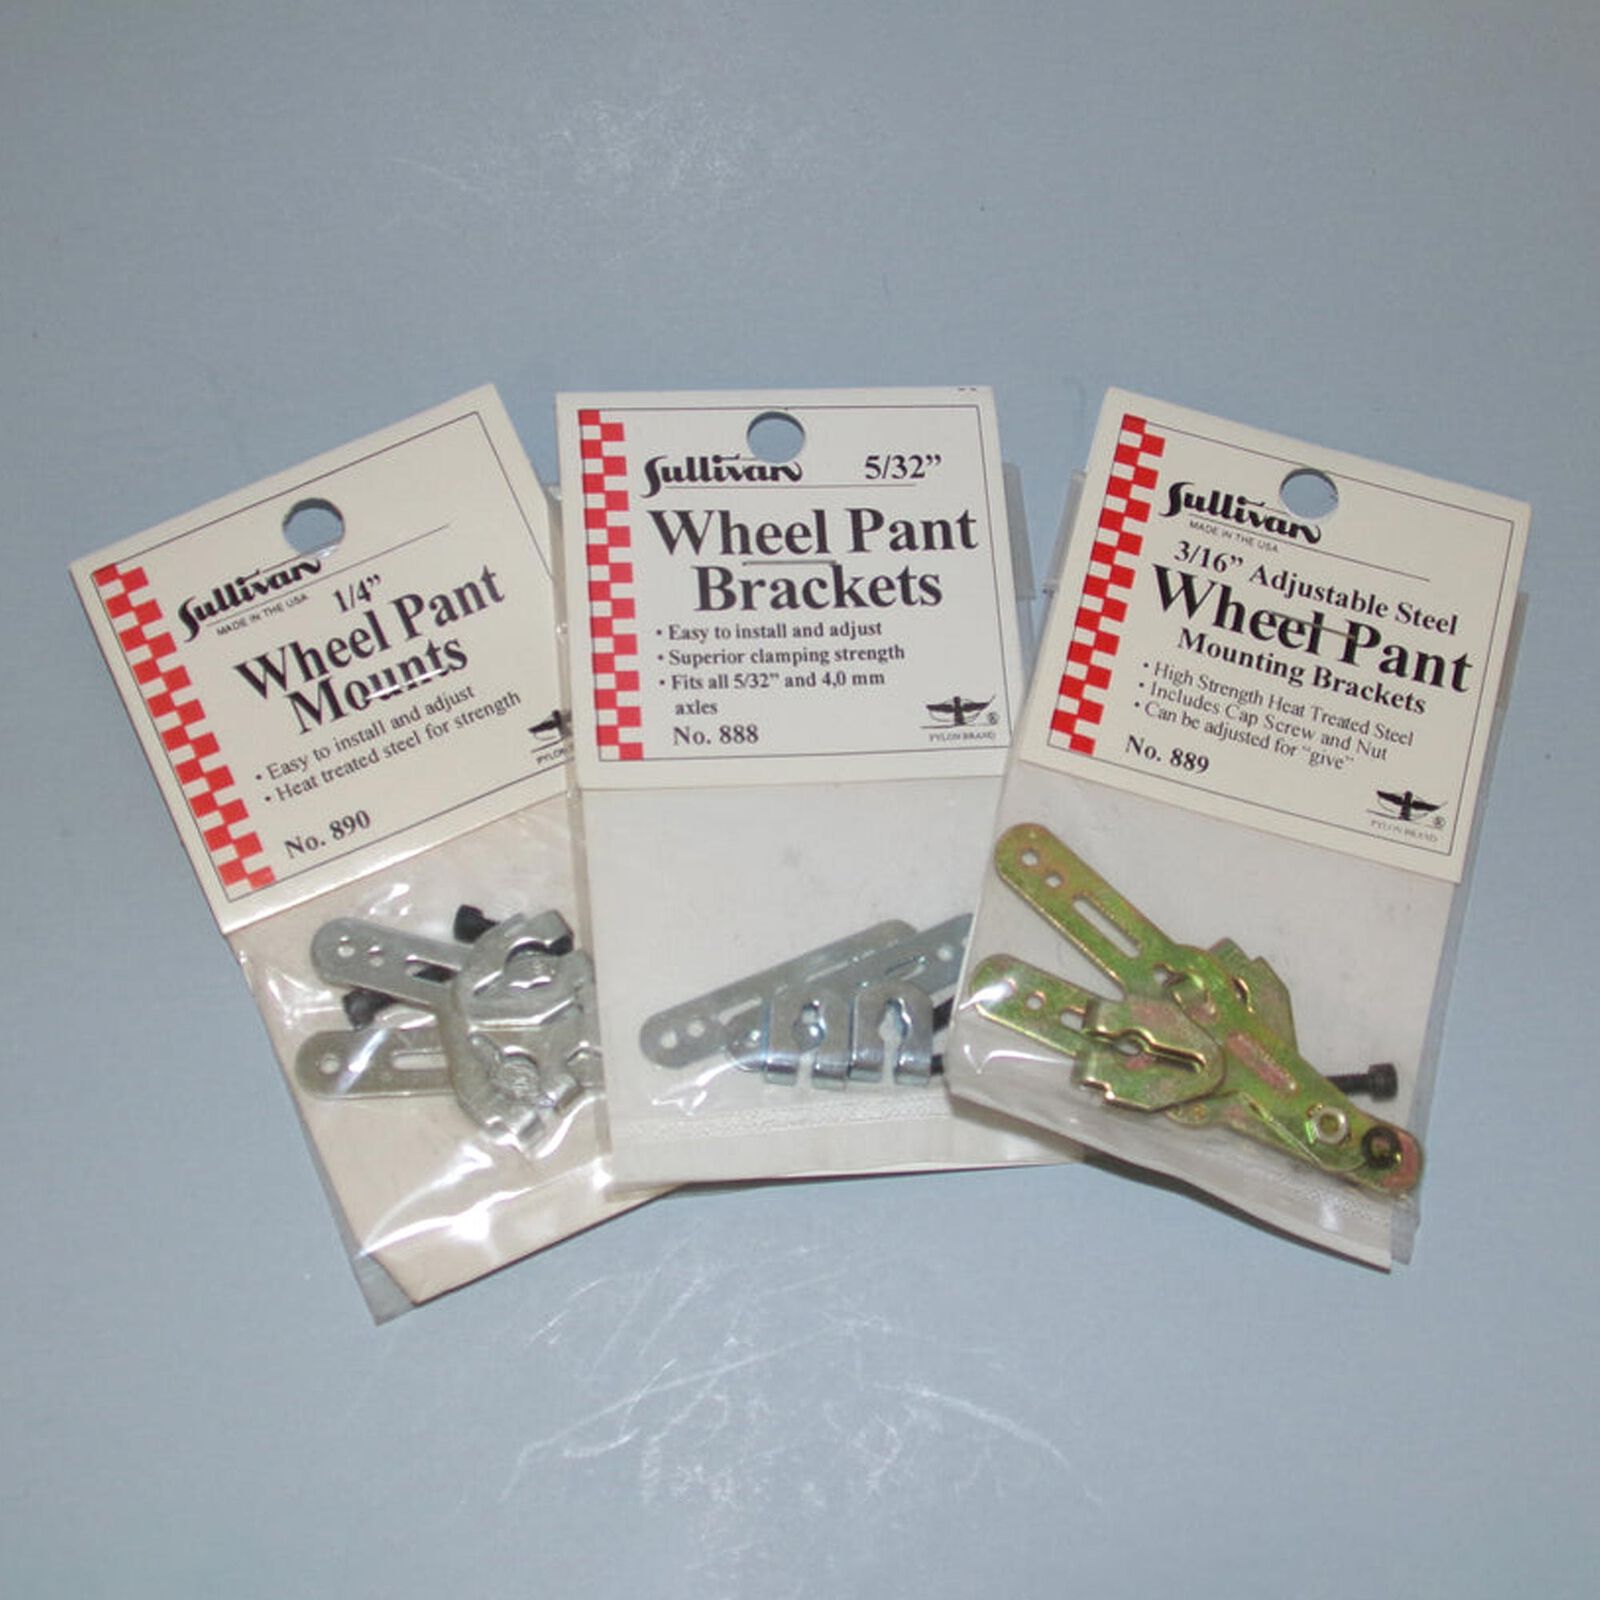 Sullivan
MADE IN THE USA
1/4”
Wheel Pant
Mounts
• Easy to install and adjust
• Heat treated steel for strength
No. 890
Sullivan 5/32”
Wheel Pant
Brackets
• Easy to install and adjust
• Superior clamping strength
• Fits all 5/32” and 4,0 mm
axles
No. 888
®
PYLON BRAND
Sullivan
MADE IN THE USA
3/16” Adjustable Steel
Wheel Pant
Mounting Brackets
• High Strength Heat Treated Steel
• Includes Cap Screw and Nut
• Can be adjusted for “give”
No. 889
®
PYLON BRAND